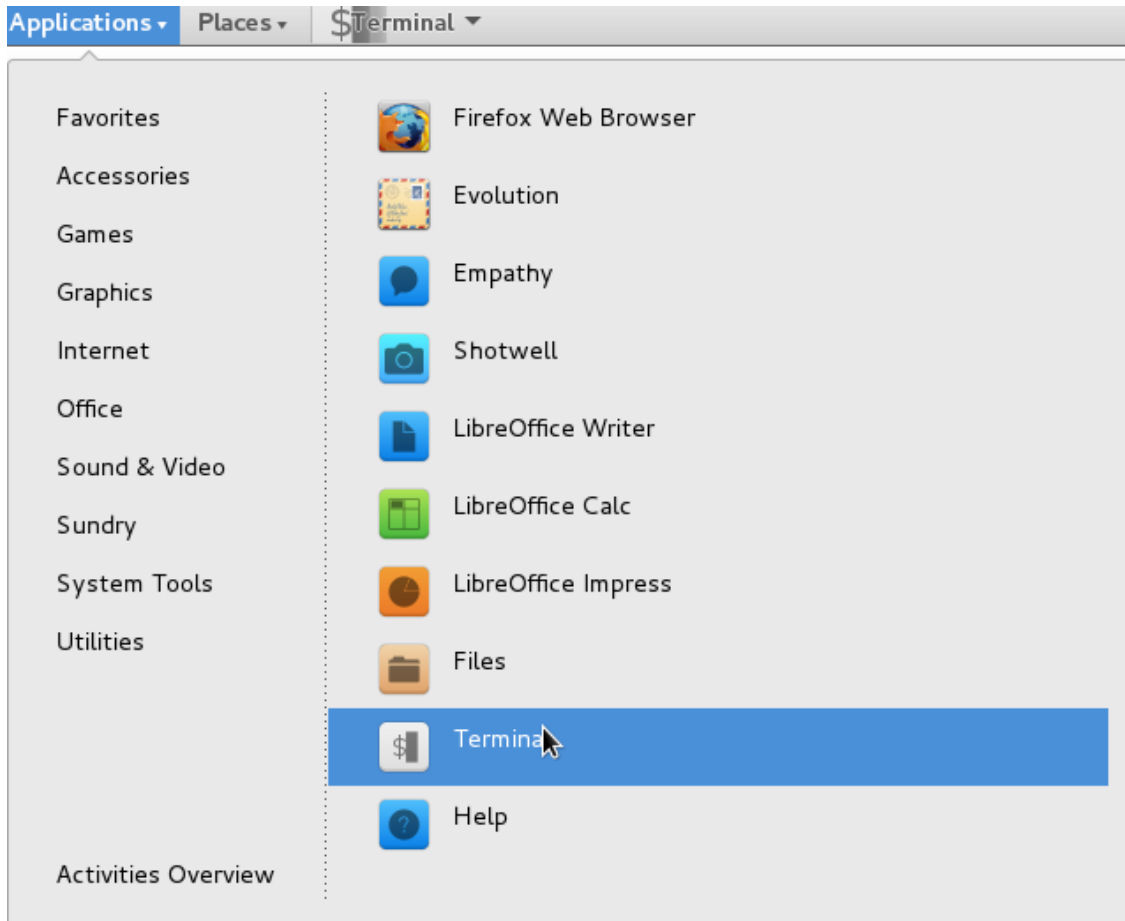 Applications Places Terminal
Favorites
Accessories
Games
Graphics
Internet
Office
Sound & Video
Sundry
System Tools
Utilities
Activities Overview
Firefox Web Browser
Evolution
Empathy
Shotwell
LibreOffice Writer
LibreOffice Calc
LibreOffice Impress
Files
Terminal
Help